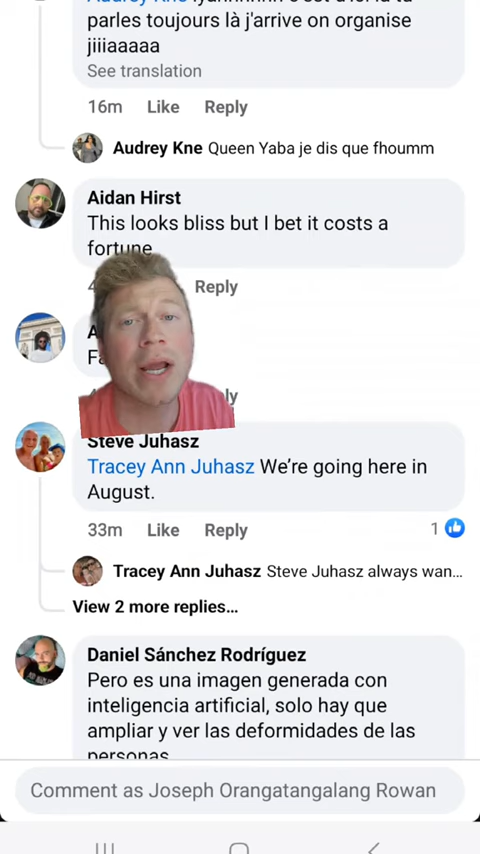 parles toujours là j'arrive on organise
jiiiaaaaa
See translation
16m Like Reply
Audrey Kne Queen Yaba je dis que fhoumm
Aidan Hirst
This looks bliss but I bet it costs a
fortune
Reply
Steve Juhasz
Tracey Ann Juhasz We’re going here in
August.
33m Like Reply 1
Tracey Ann Juhasz Steve Juhasz always wan...
View 2 more replies...
Daniel Sánchez Rodríguez
Pero es una imagen generada con
inteligencia artificial, solo hay que
ampliar y ver las deformidades de las
personas
Comment as Joseph Orangatangalang Rowan